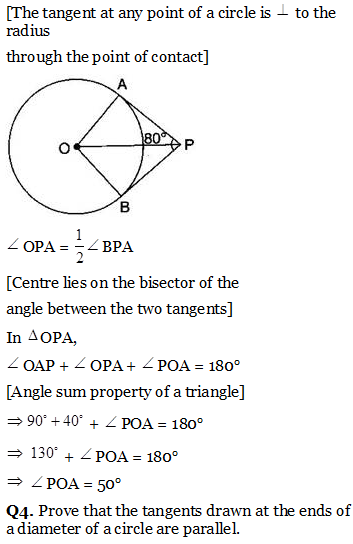 [The tangent at any point of a circle is ⊥ to the
radius
through the point of contact]
A
80°
O
P
B
∠ OPA = 1/2 ∠ BPA
[Centre lies on the bisector of the
angle between the two tangents]
In ΔOPA,
∠ OAP + ∠ OPA + ∠ POA = 180°
[Angle sum property of a triangle]
⇒ 90° + 40° + ∠ POA = 180°
⇒ 130° + ∠ POA = 180°
⇒ ∠ POA = 50°
Q4. Prove that the tangents drawn at the ends of
a diameter of a circle are parallel.